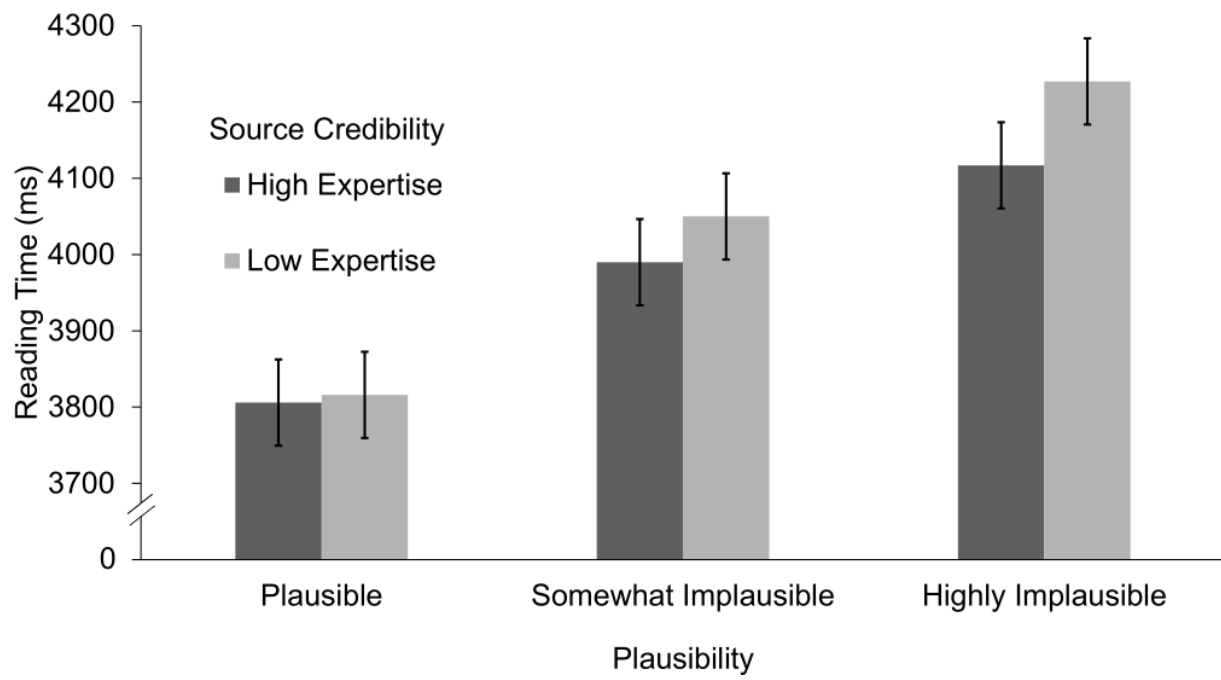 4300
4200
4100
4000
3900
3800
3700
0
Reading Time (ms)
Source Credibility
High Expertise
Low Expertise
Plausible
Somewhat Implausible
Highly Implausible
Plausibility